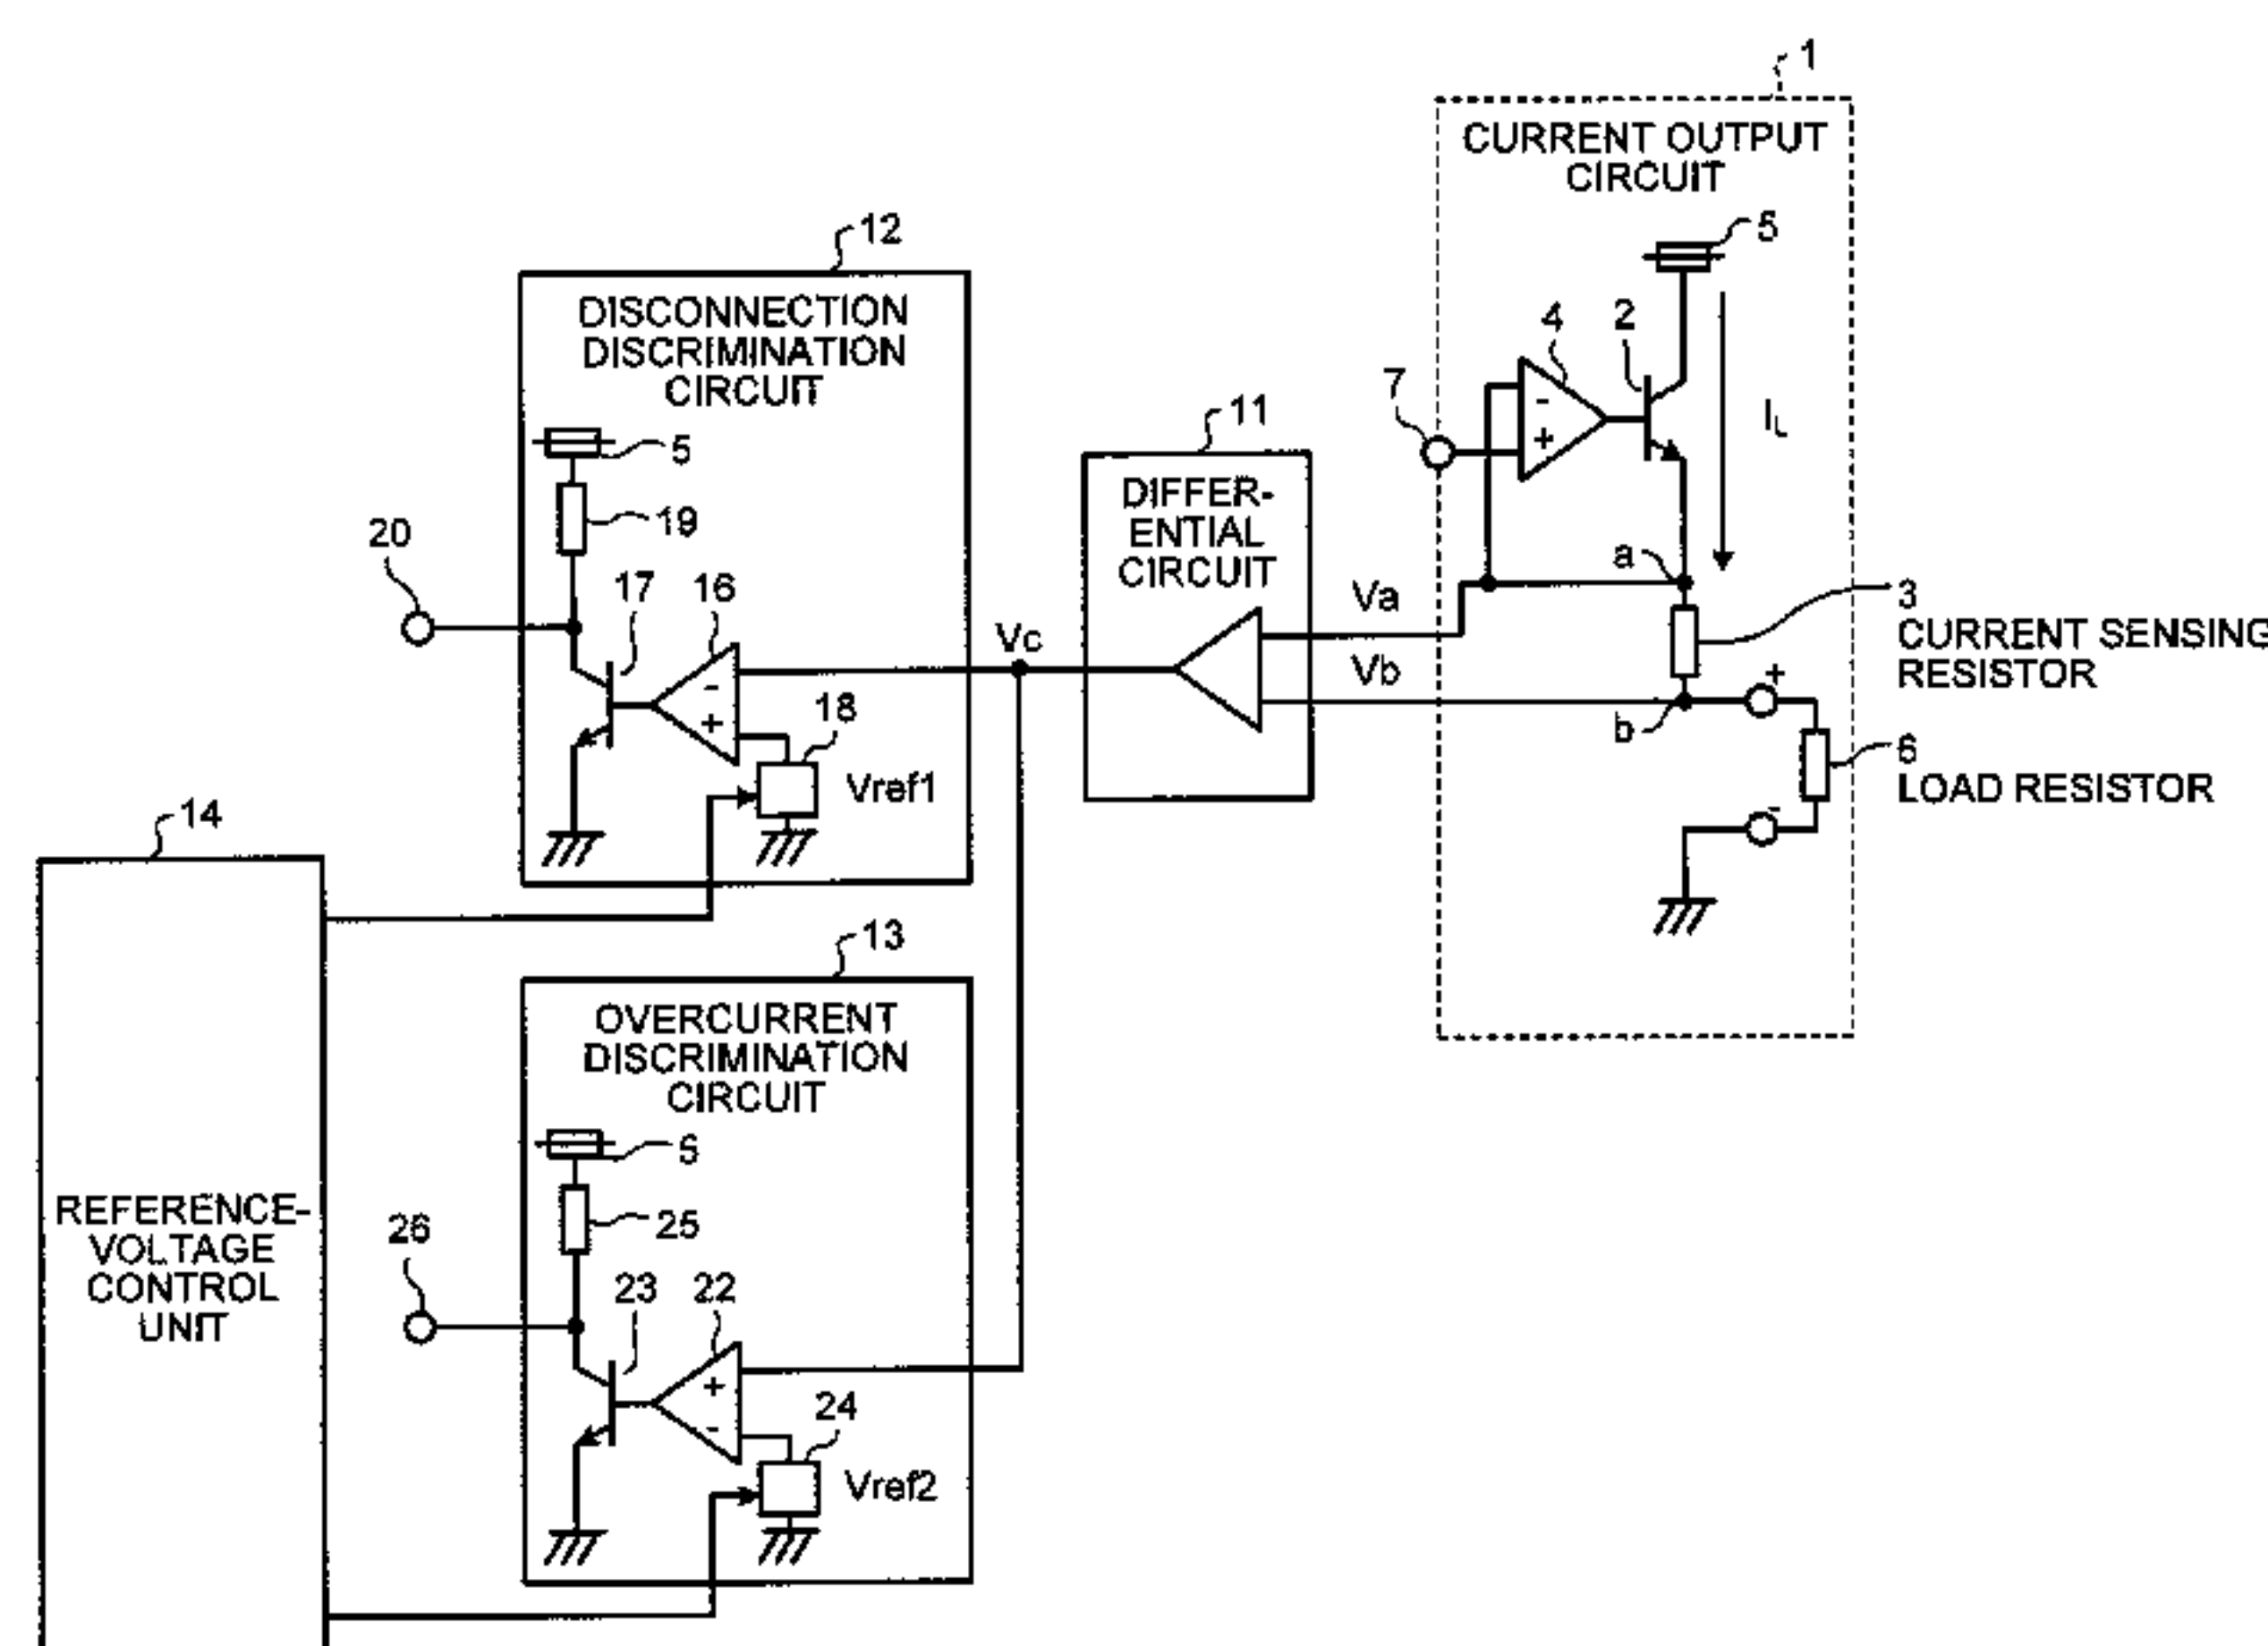 1
CURRENT OUTPUT
CIRCUIT
5
4
2
7
-
+
IL
a
3
CURRENT SENSING
RESISTOR
+
b
6
LOAD RESISTOR
-
11
DIFFER-
ENTIAL
CIRCUIT
Va
Vb
Vc
12
DISCONNECTION
DISCRIMINATION
CIRCUIT
5
19
20
17
16
-
+
18
Vref1
14
REFERENCE-
VOLTAGE
CONTROL
UNIT
13
OVERCURRENT
DISCRIMINATION
CIRCUIT
5
25
26
23
22
+
-
24
Vref2